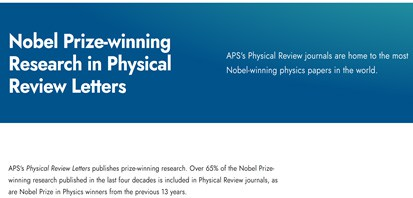 Nobel Prize-winning
Research in Physical
Review Letters
APS's Physical Review journals are home to the most
Nobel-winning physics papers in the world.
APS's Physical Review Letters publishes prize-winning research. Over 65% of the Nobel Prize-
winning research published in the last four decades is included in Physical Review journals, as
are Nobel Prize in Physics winners from the previous 13 years.